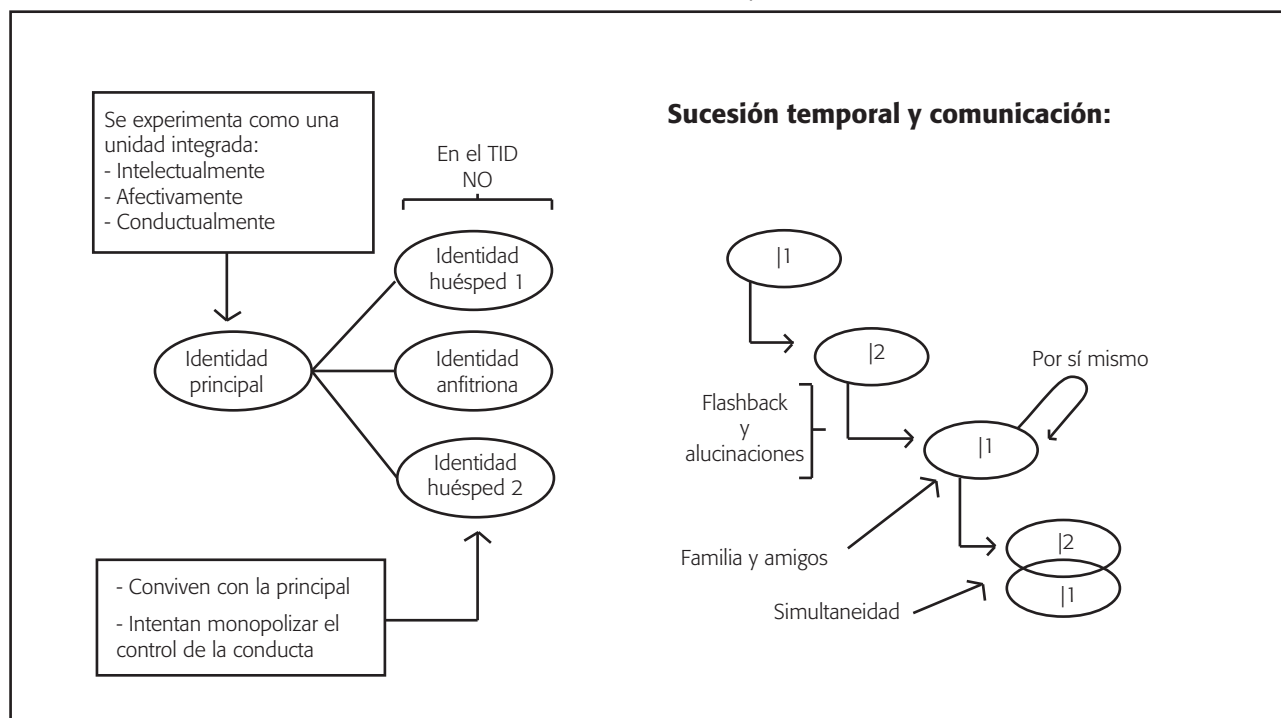 Se experimenta como una
unidad integrada:
- Intelectualmente
- Afectivamente
- Conductualmente
En el TID
NO
Identidad
huésped 1
Identidad
principal
Identidad
anfitriona
Identidad
huésped 2
- Conviven con la principal
- Intentan monopolizar el
control de la conducta
Sucesión temporal y comunicación:
|1
|2
Flashback
y
alucinaciones
Por sí mismo
|1
Familia y amigos
|2
Simultaneidad
|1